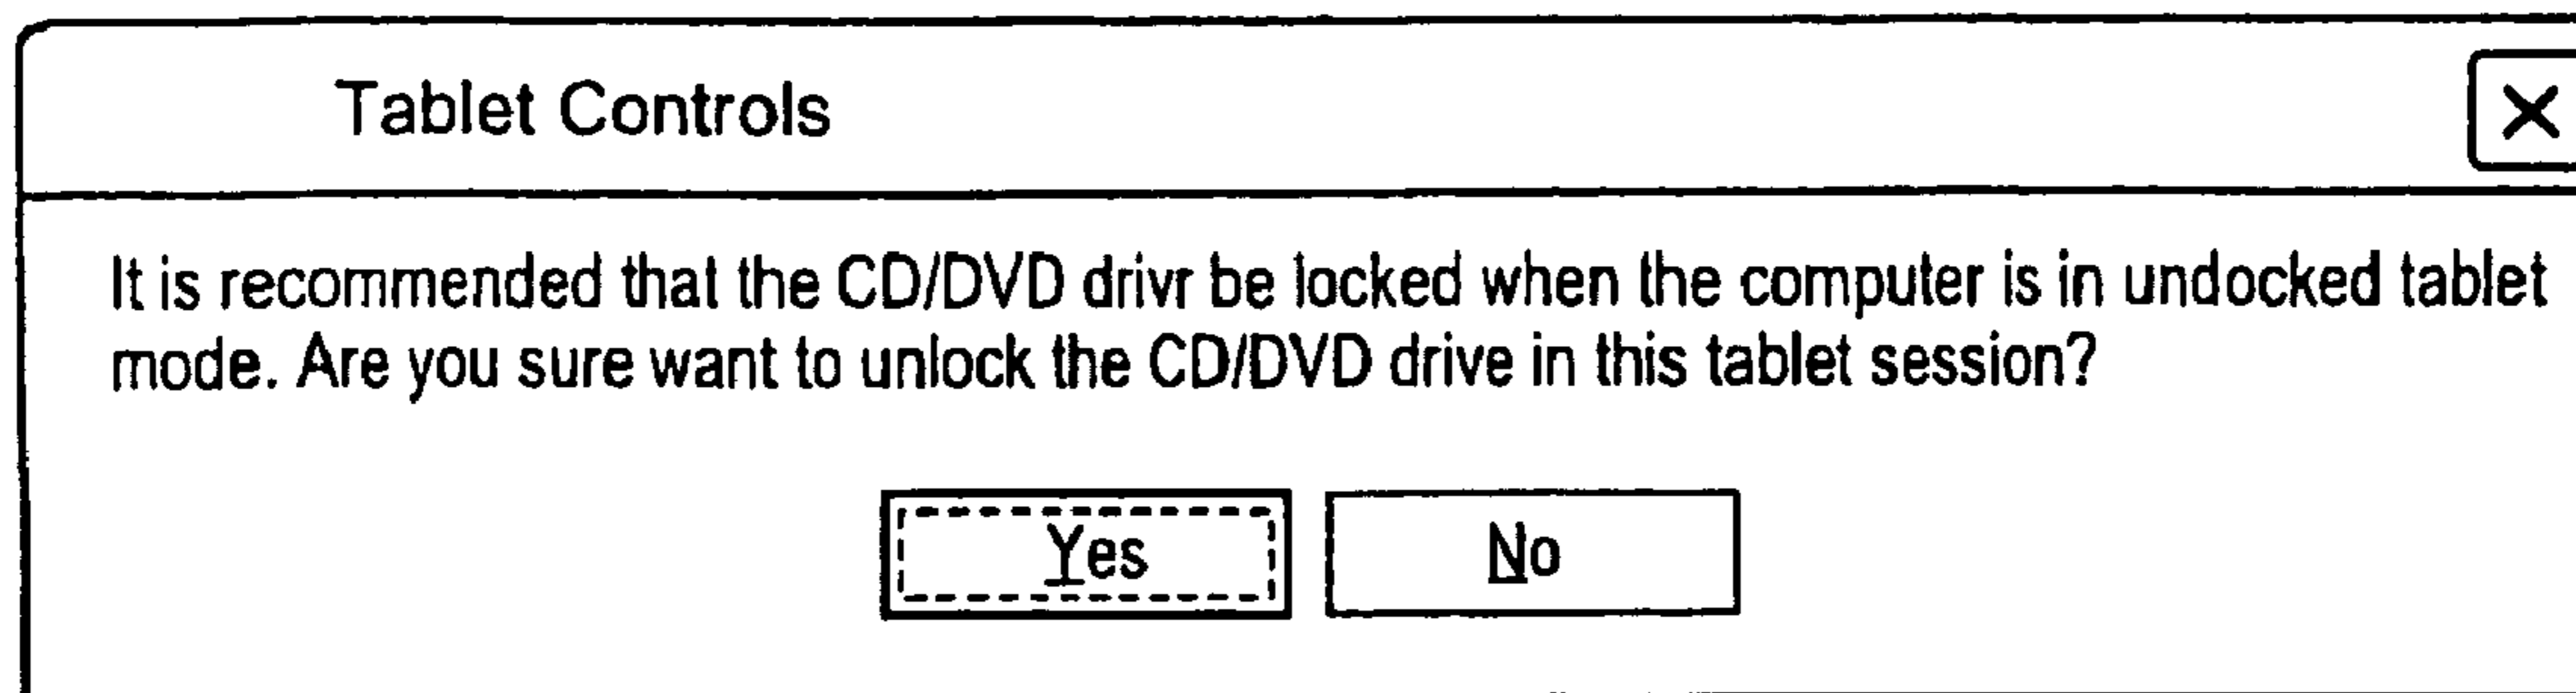 Tablet Controls
It is recommended that the CD/DVD drivr be locked when the computer is in undocked tablet
mode. Are you sure want to unlock the CD/DVD drive in this tablet session?
Yes No